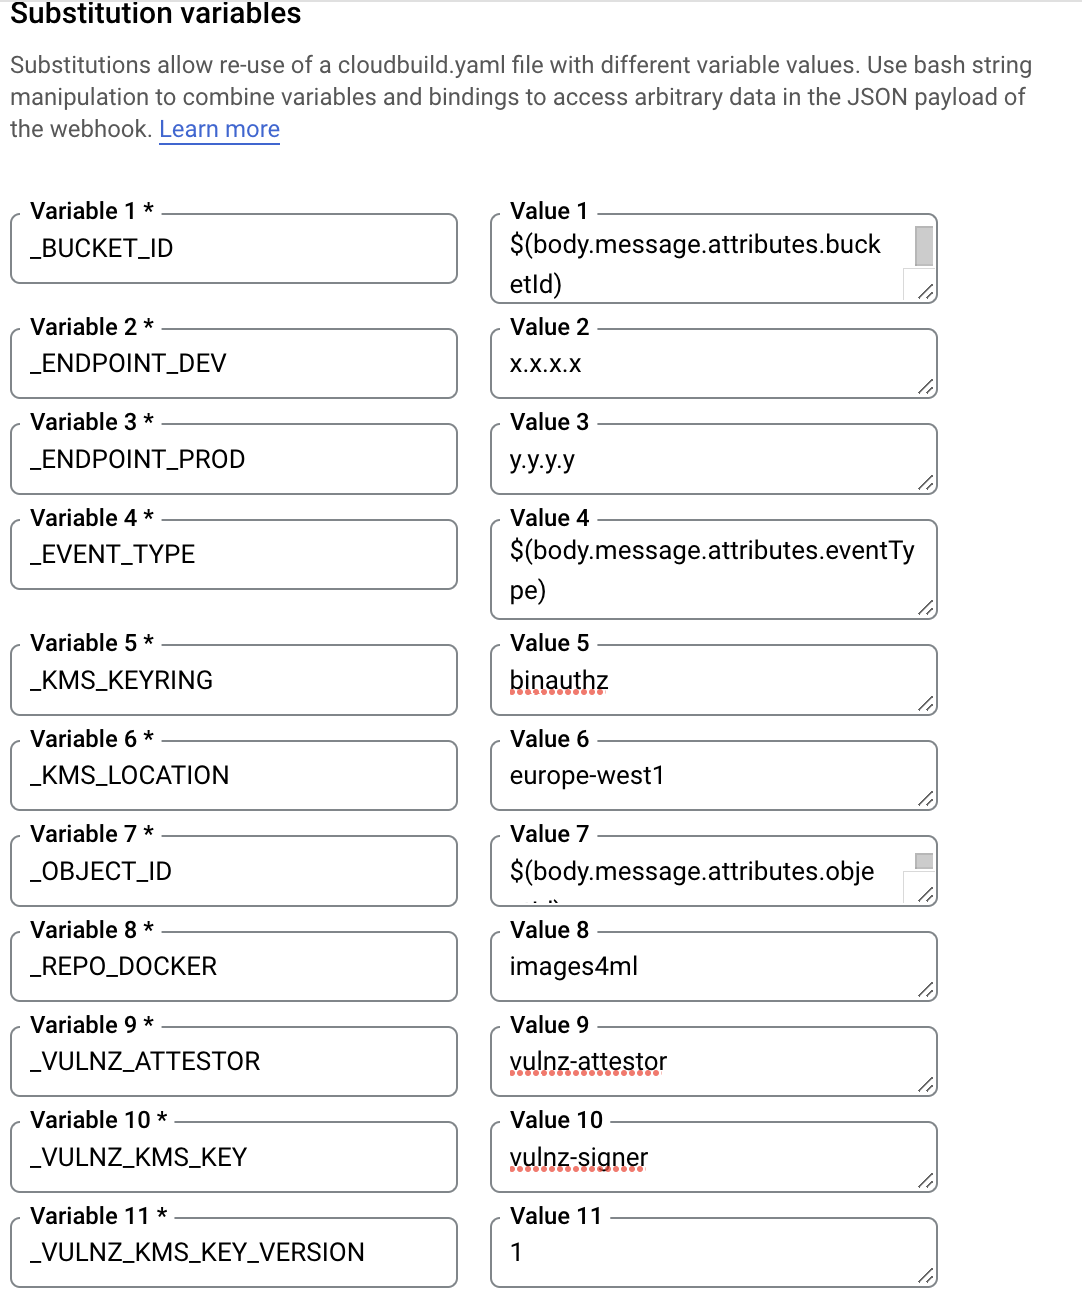 Substitution variables
Substitutions allow re-use of a cloudbuild.yaml file with different variable values. Use bash string
manipulation to combine variables and bindings to access arbitrary data in the JSON payload of
the webhook. Learn more
Variable 1 *
_BUCKET_ID
Value 1
$(body.message.attributes.buck
etId)
Variable 2 *
_ENDPOINT_DEV
Value 2
x.x.x.x
Variable 3 *
_ENDPOINT_PROD
Value 3
y.y.y.y
Variable 4 *
_EVENT_TYPE
Value 4
$(body.message.attributes.eventTy
pe)
Variable 5 *
_KMS_KEYRING
Value 5
binauthz
Variable 6 *
_KMS_LOCATION
Value 6
europe-west1
Variable 7 *
_OBJECT_ID
Value 7
$(body.message.attributes.obje
Variable 8 *
_REPO_DOCKER
Value 8
images4ml
Variable 9 *
_VULNZ_ATTESTOR
Value 9
vulnz-attestor
Variable 10 *
_VULNZ_KMS_KEY
Value 10
vulnz-signer
Variable 11 *
_VULNZ_KMS_KEY_VERSION
Value 11
1